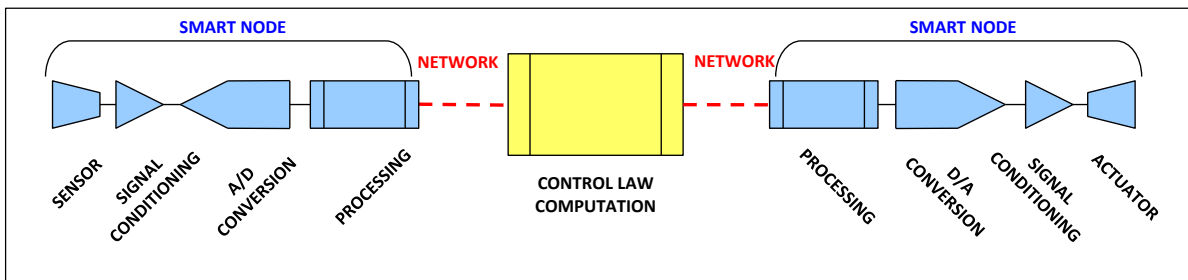 SMART NODE
SMART NODE
NETWORK
NETWORK
SENSOR
SIGNAL
CONDITIONING
A/D
CONVERSION
PROCESSING
CONTROL LAW
COMPUTATION
PROCESSING
D/A
CONVERSION
SIGNAL
CONDITIONING
ACTUATOR